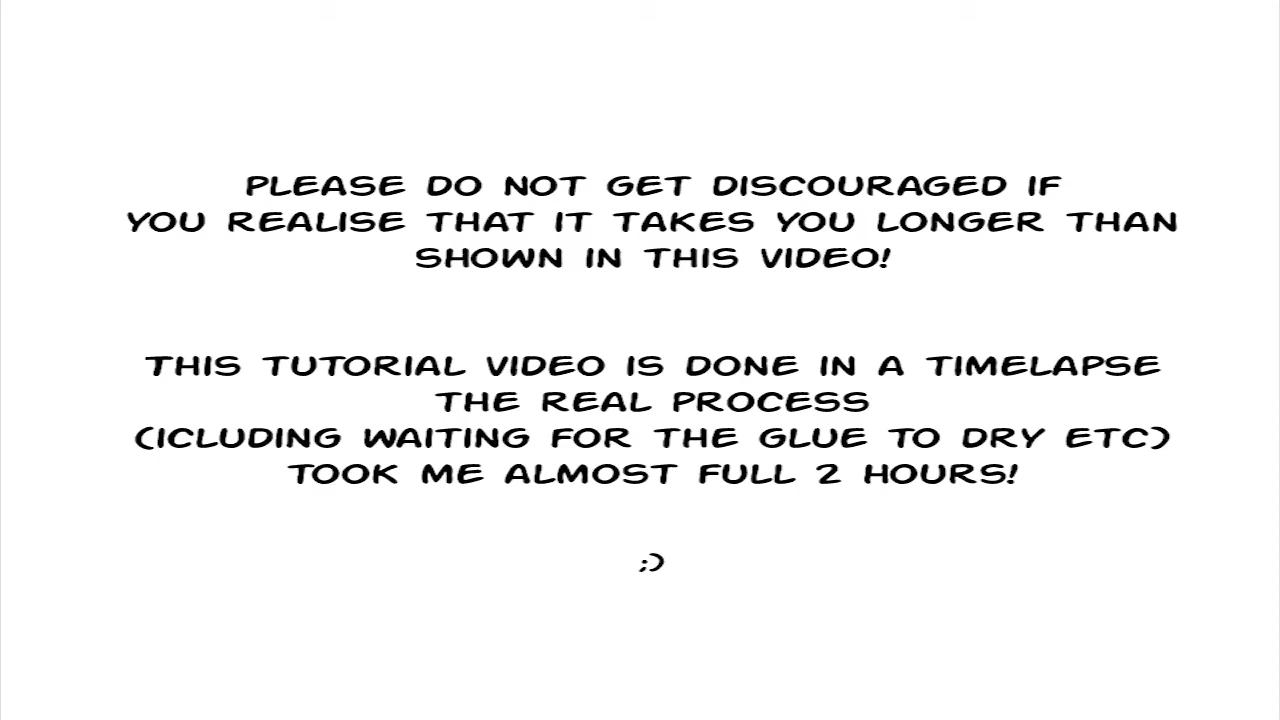 PLEASE DO NOT GET DISCOURAGED IF
YOU REALISE THAT IT TAKES YOU LONGER THAN
SHOWN IN THIS VIDEO!
THIS TUTORIAL VIDEO IS DONE IN A TIMELAPSE
THE REAL PROCESS
(ICLUDING WAITING FOR THE GLUE TO DRY ETC)
TOOK ME ALMOST FULL 2 HOURS!
;)